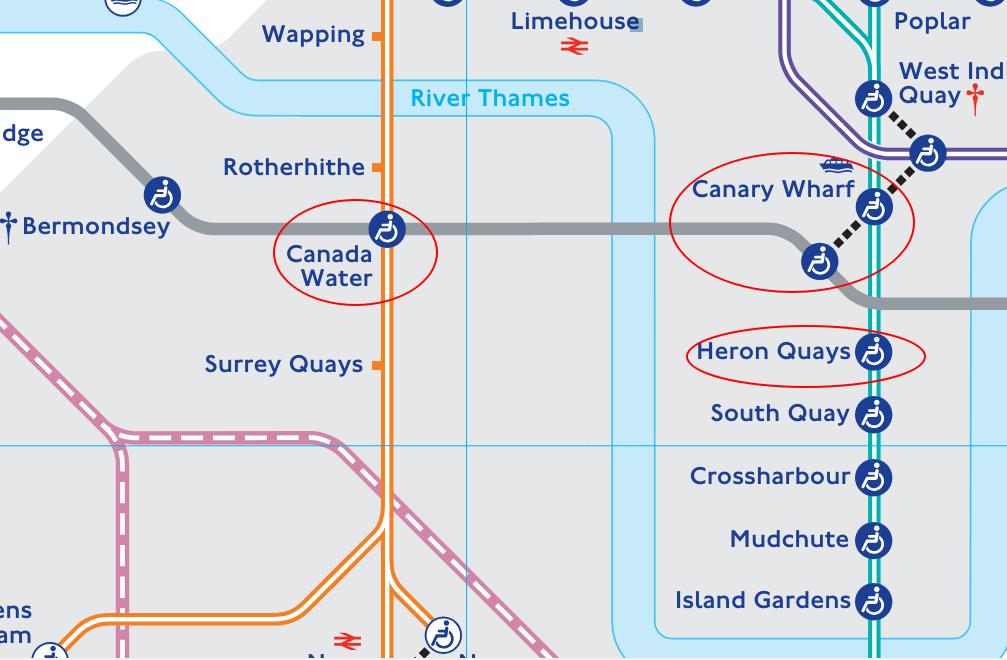 Wapping
Limehouse
Poplar
West Ind
Quay †
River Thames
dge
Rotherhithe
Canary Wharf
† Bermondsey
Canada
Water
Surrey Quays
Heron Quays
South Quay
Crossharbour
Mudchute
Island Gardens
ens
am